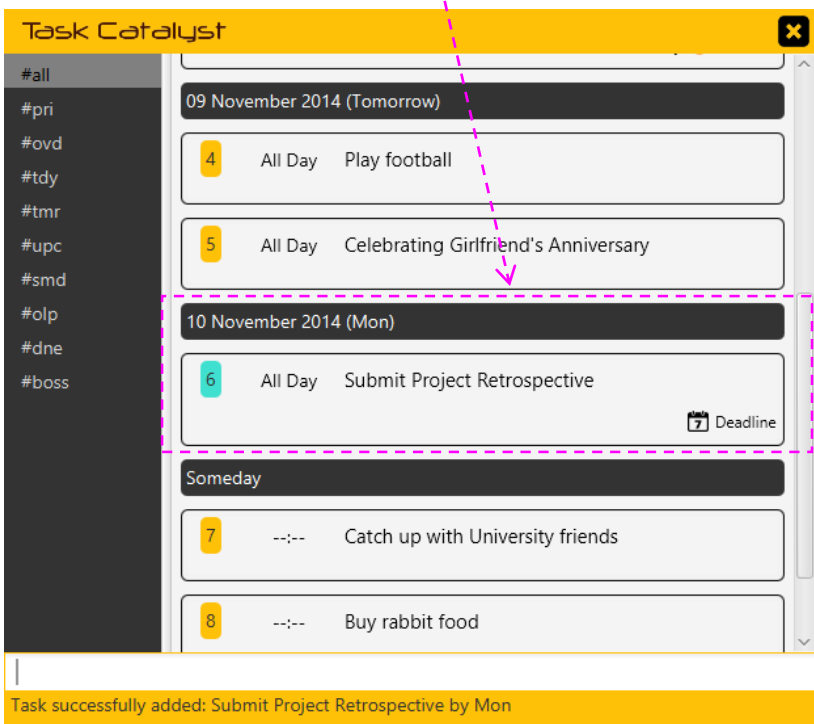 Task Catalyst
#all
#pri
#ovd
#tdy
#tmr
#upc
#smd
#olp
#dne
#boss
09 November 2014 (Tomorrow)
4 All Day Play football
5 All Day Celebrating Girlfriend's Anniversary
10 November 2014 (Mon)
6 All Day Submit Project Retrospective
7 Deadline
Someday
7 --:-- Catch up with University friends
8 --:-- Buy rabbit food
Task successfully added: Submit Project Retrospective by Mon